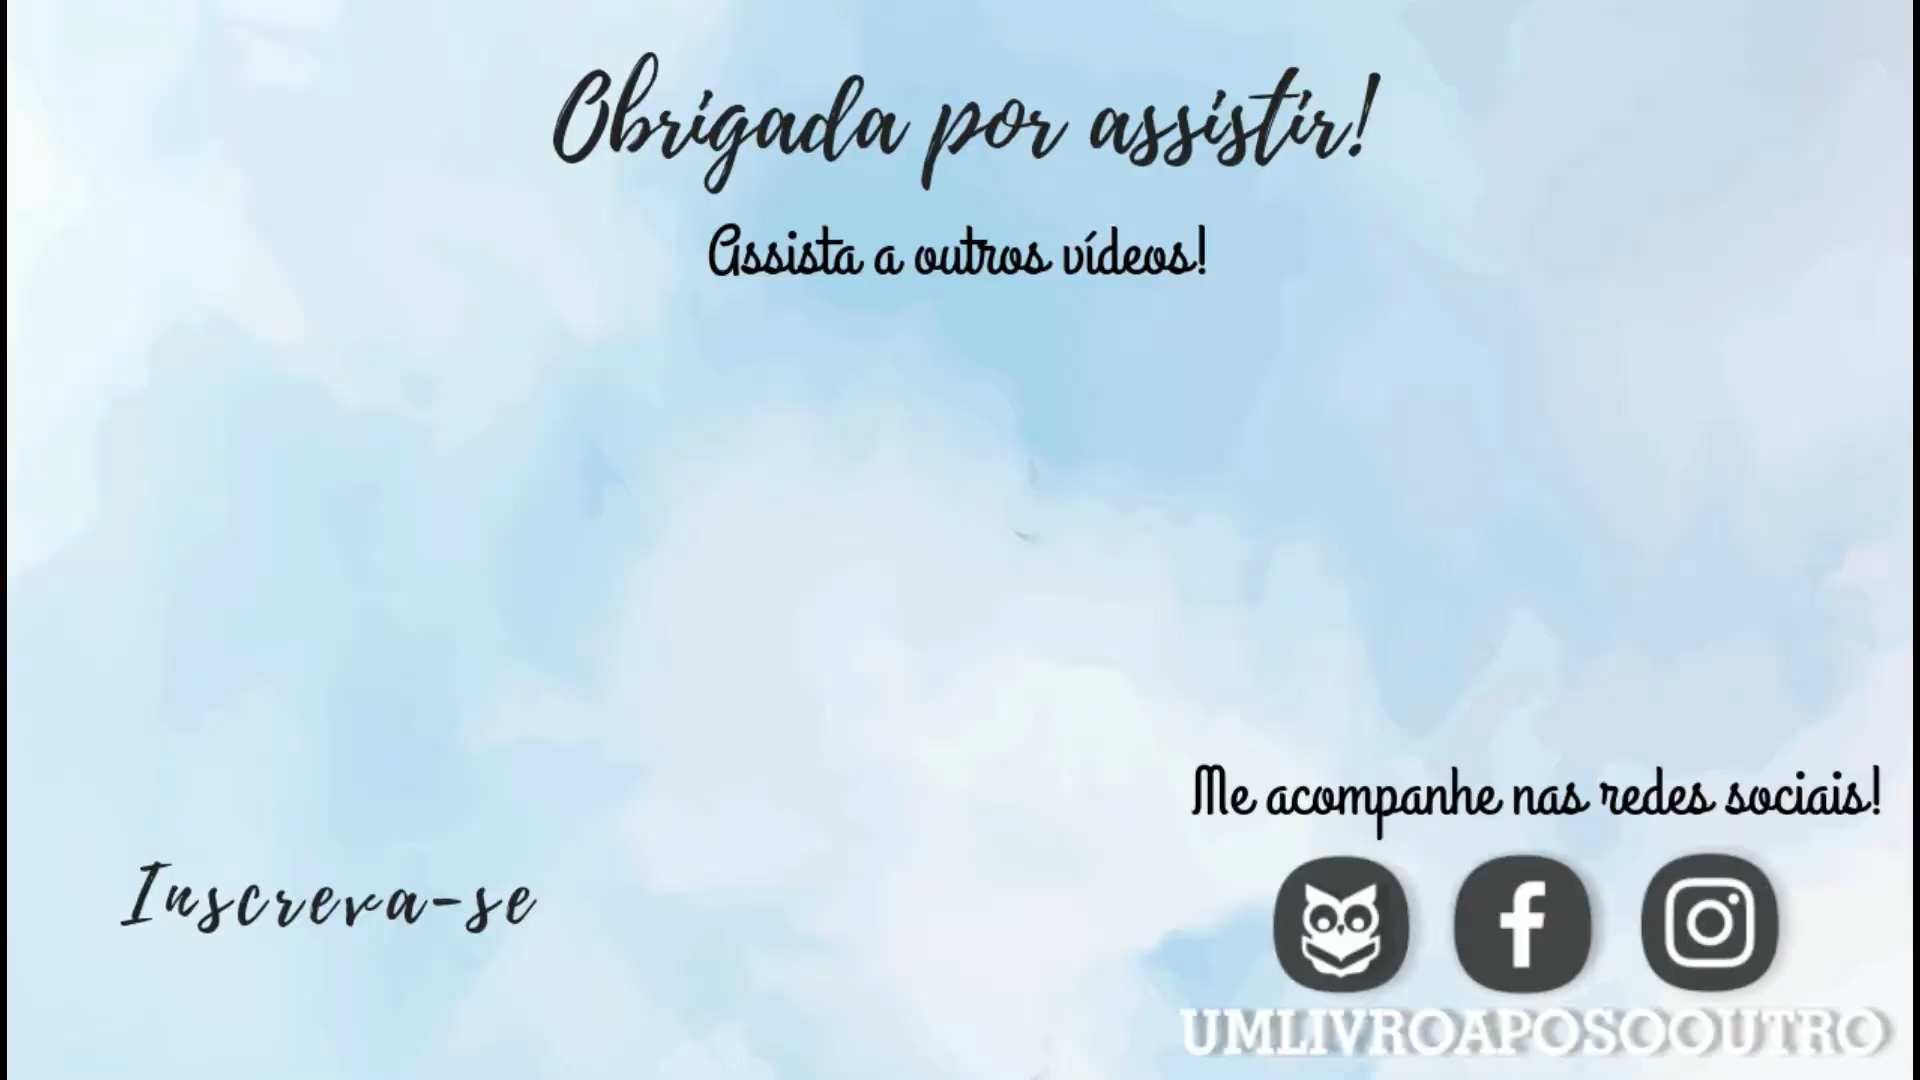 Obrigada por assistir!
Assista a outros vídeos!
Me acompanhe nas redes sociais!
Inscreva-se
UMLIVROAPOSOOUTRO